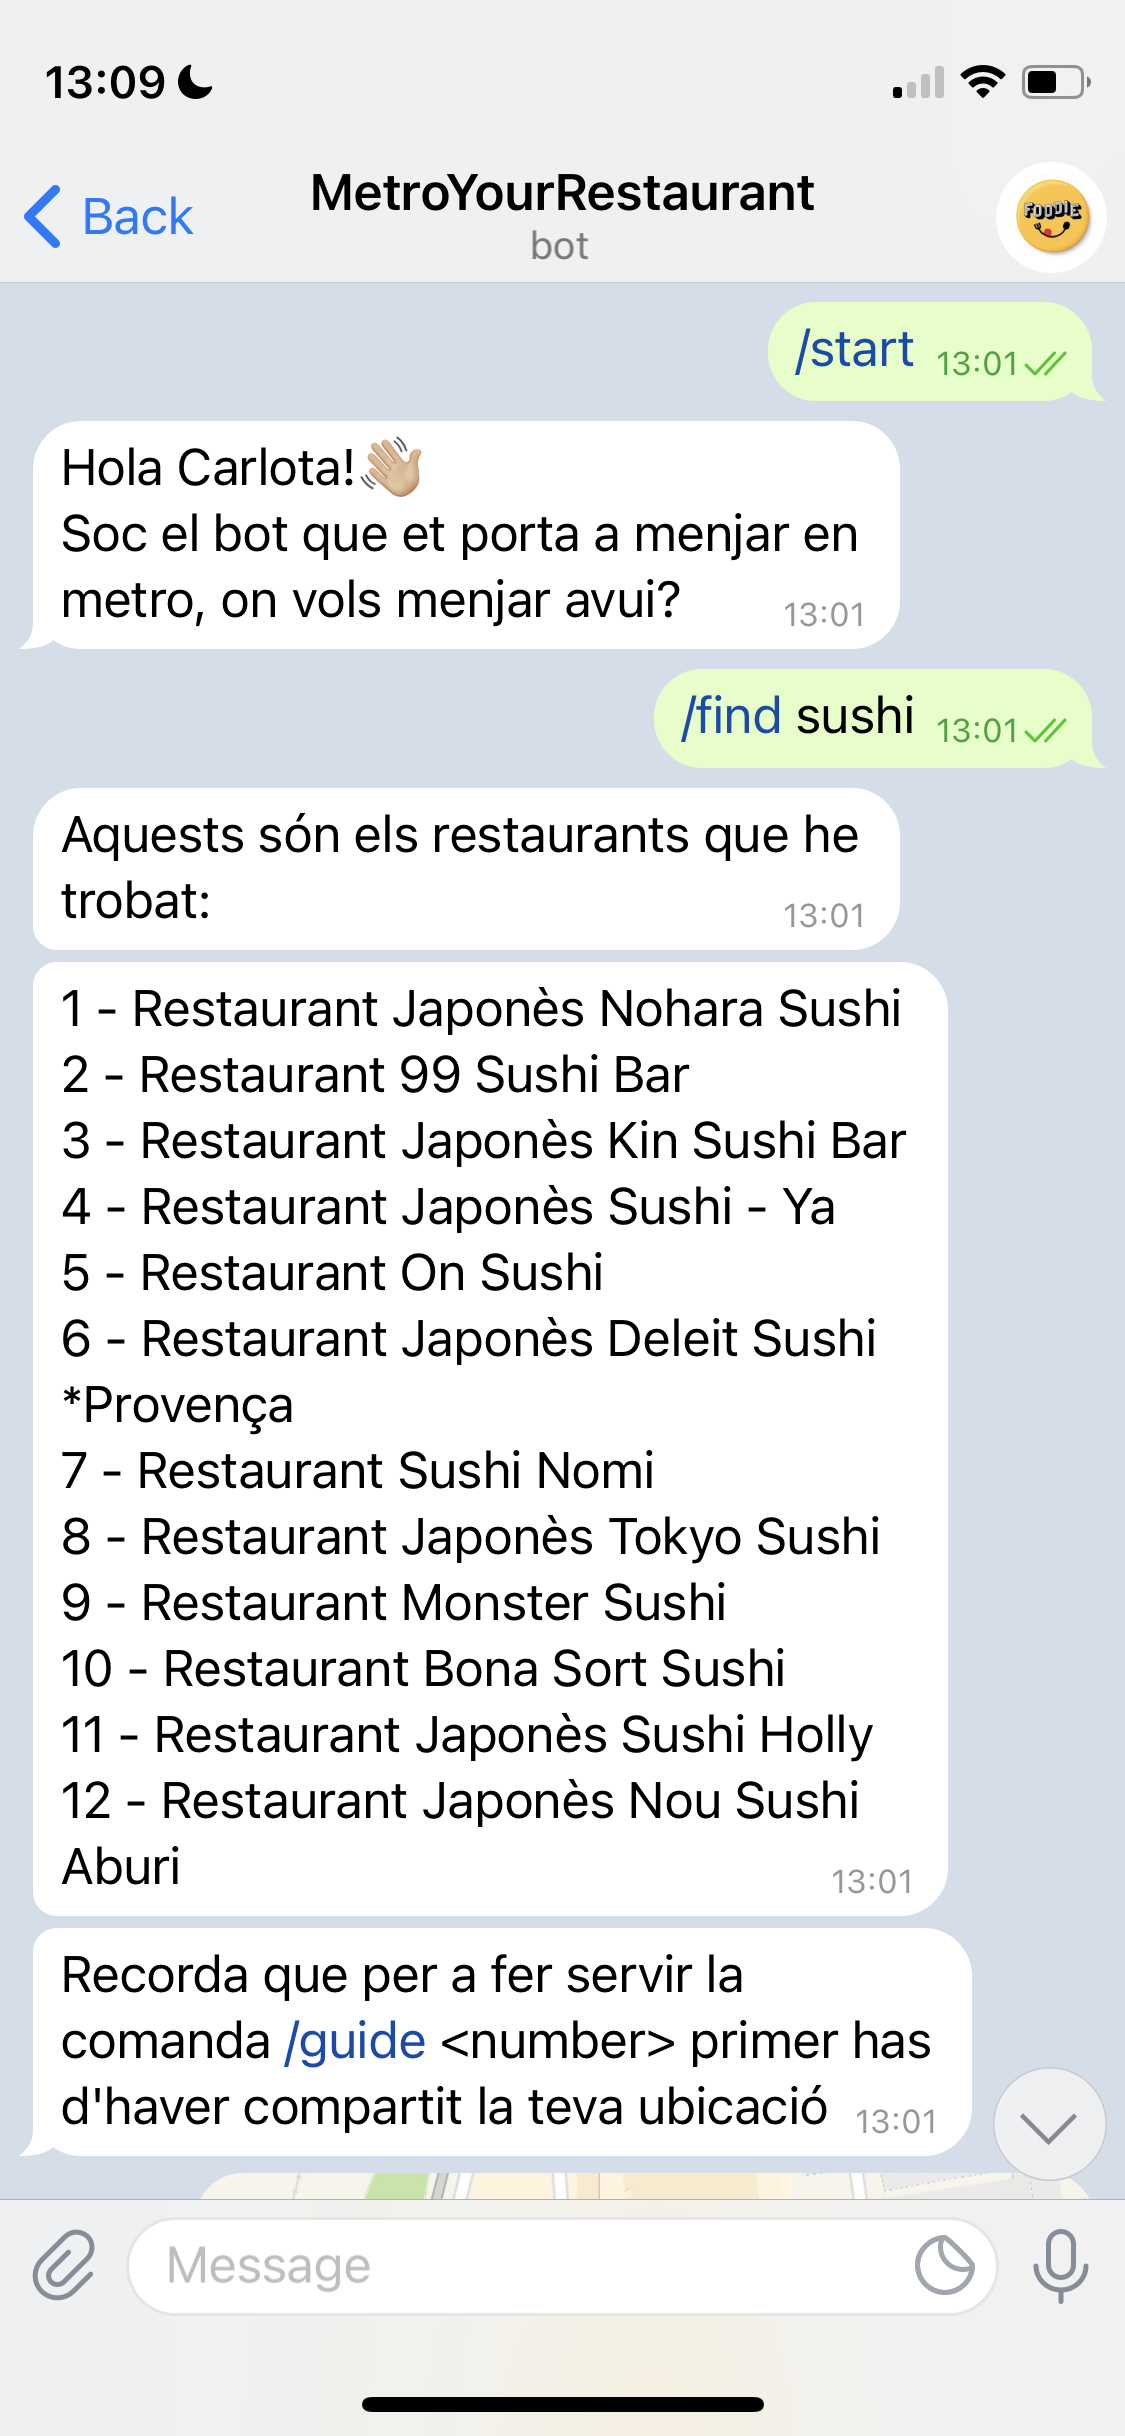 13:09
Back
MetroYourRestaurant
bot
FOODIE
/start 13:01
Hola Carlota!👋🏼
Soc el bot que et porta a menjar en
metro, on vols menjar avui? 13:01
/find sushi 13:01
Aquests són els restaurants que he
trobat: 13:01
1 - Restaurant Japonès Nohara Sushi
2 - Restaurant 99 Sushi Bar
3 - Restaurant Japonès Kin Sushi Bar
4 - Restaurant Japonès Sushi - Ya
5 - Restaurant On Sushi
6 - Restaurant Japonès Deleit Sushi
*Provença
7 - Restaurant Sushi Nomi
8 - Restaurant Japonès Tokyo Sushi
9 - Restaurant Monster Sushi
10 - Restaurant Bona Sort Sushi
11 - Restaurant Japonès Sushi Holly
12 - Restaurant Japonès Nou Sushi
Aburi 13:01
Recorda que per a fer servir la
comanda /guide <number> primer has
d'haver compartit la teva ubicació 13:01
Message